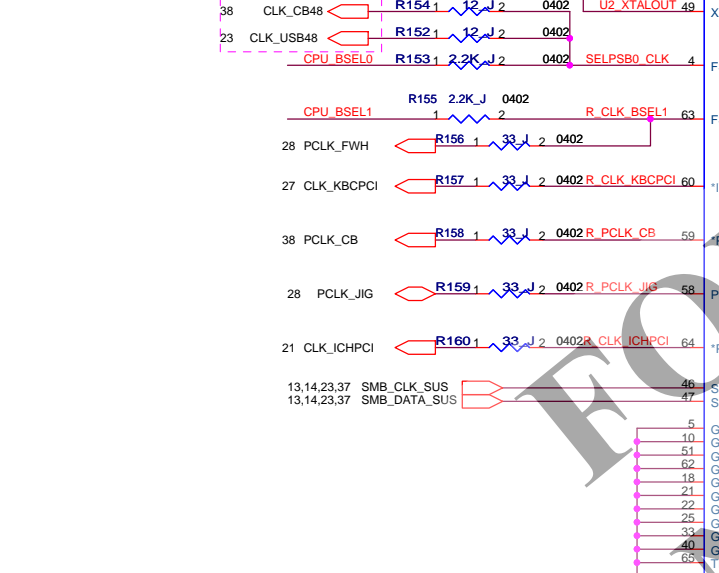 38 CLK_CB48 R154 1 12_J 2 0402 U2_XTALOUT 49 X
23 CLK_USB48 R152 1 12_J 2 0402
CPU_BSEL0 R153 1 2.2K_J 2 0402 SELPSB0_CLK 4 F
R155 2.2K_J 0402
CPU_BSEL1 1 2 R_CLK_BSEL1 63 F
28 PCLK_FWH R156 1 33_J 2 0402
27 CLK_KBCPCI R157 1 33_J 2 0402 R_CLK_KBCPCI 60
38 PCLK_CB R158 1 33_J 2 0402 R_PCLK_CB 59
28 PCLK_JIG R159 1 33_J 2 0402 R_PCLK_JIG 58 P
21 CLK_ICHPCI R160 1 33_J 2 0402 R_CLK_ICHPCI 64
13,14,23,37 SMB_CLK_SUS 46 S
13,14,23,37 SMB_DATA_SUS 47 S
5 G
10 G
51 G
62 G
18 G
21 G
22 G
25 G
33 G
40 G
65 T
FO